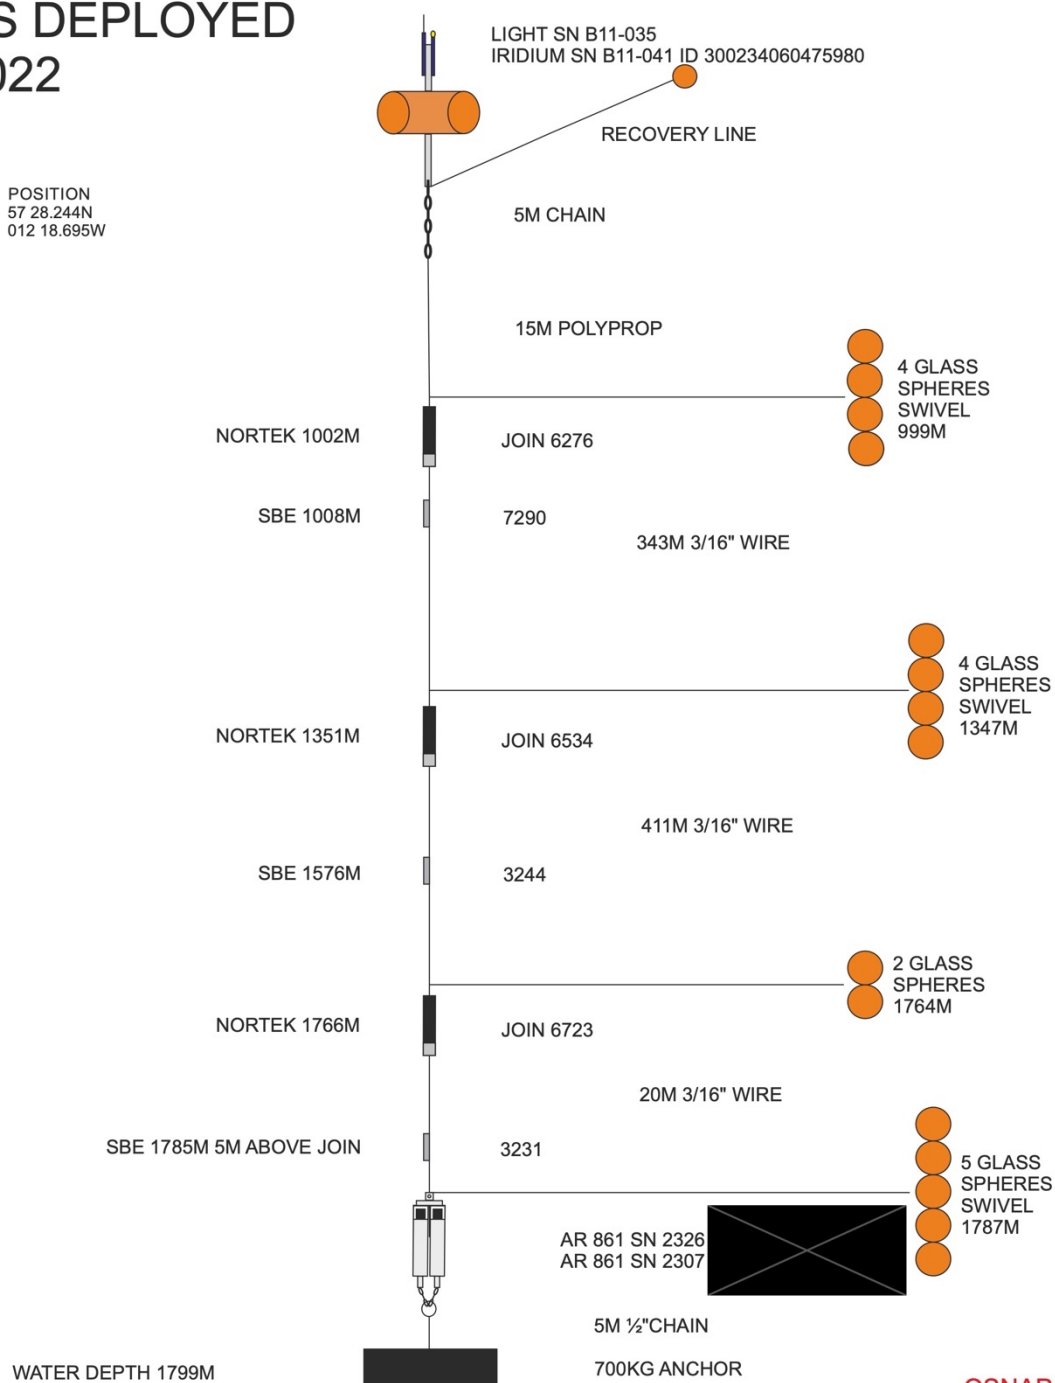 S DEPLOYED
022
LIGHT SN B11-035
IRIDIUM SN B11-041 ID 300234060475980
RECOVERY LINE
POSITION
57 28.244N
012 18.695W
5M CHAIN
15M POLYPROP
4 GLASS
SPHERES
SWIVEL
999M
NORTEK 1002M
JOIN 6276
SBE 1008M
7290
343M 3/16" WIRE
4 GLASS
SPHERES
SWIVEL
1347M
NORTEK 1351M
JOIN 6534
411M 3/16" WIRE
SBE 1576M
3244
2 GLASS
SPHERES
1764M
NORTEK 1766M
JOIN 6723
20M 3/16" WIRE
SBE 1785M 5M ABOVE JOIN
3231
5 GLASS
SPHERES
SWIVEL
1787M
AR 861 SN 2326
AR 861 SN 2307
5M ½"CHAIN
WATER DEPTH 1799M
700KG ANCHOR